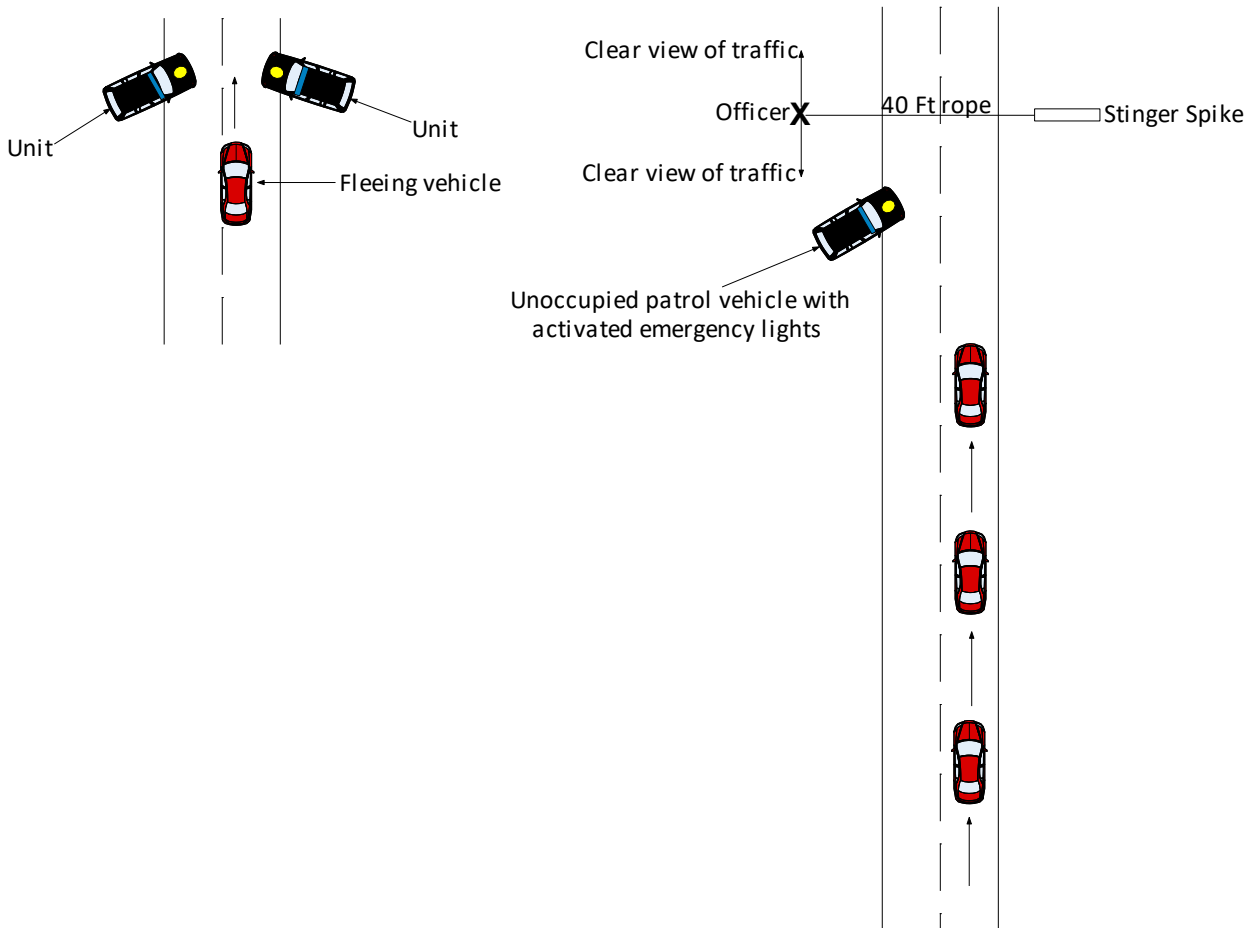 Unit
Unit
Fleeing vehicle
Clear view of traffic
Officer X
40 Ft rope
Stinger Spike
Clear view of traffic
Unoccupied patrol vehicle with
activated emergency lights